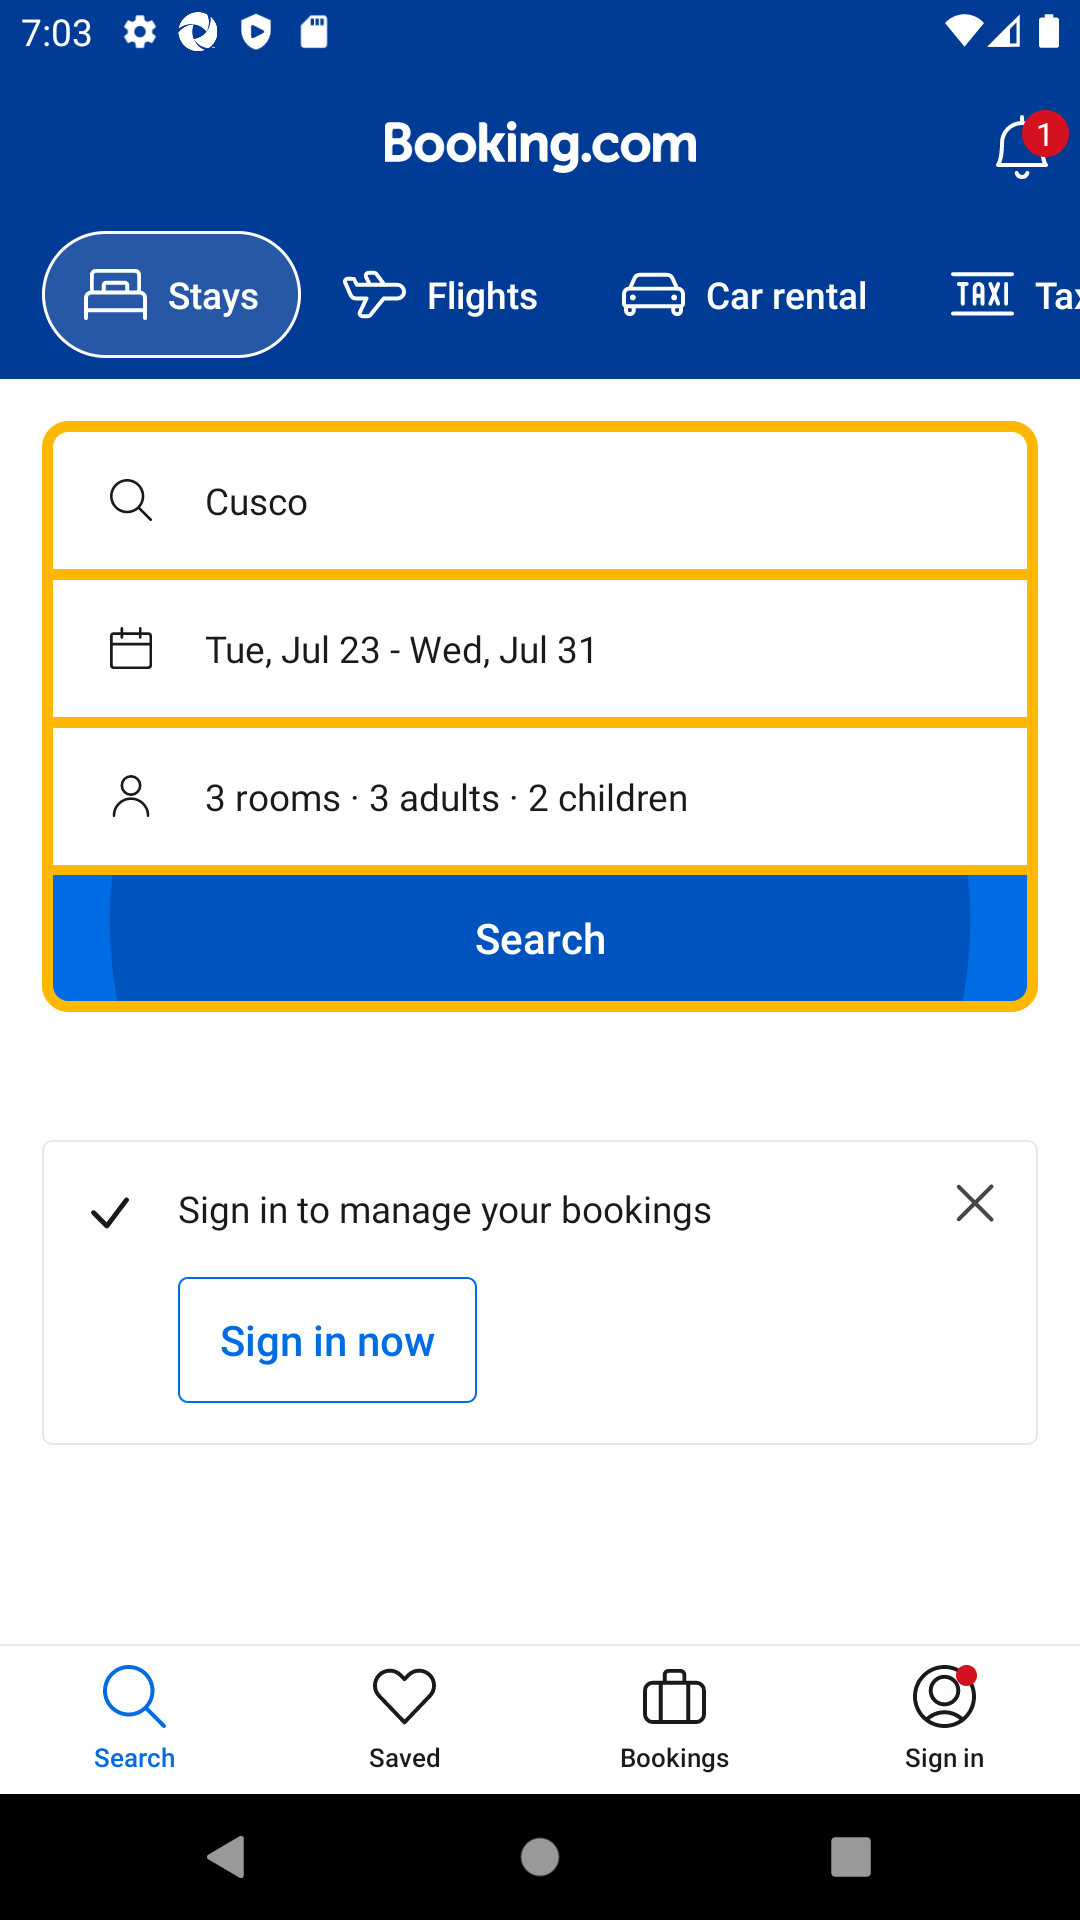 7:03
Booking.com
1
Stays
Flights
Car rental
TAXI
Cusco
Tue, Jul 23 - Wed, Jul 31
3 rooms · 3 adults · 2 children
Search
Sign in to manage your bookings
Sign in now
Search
Saved
Bookings
Sign in